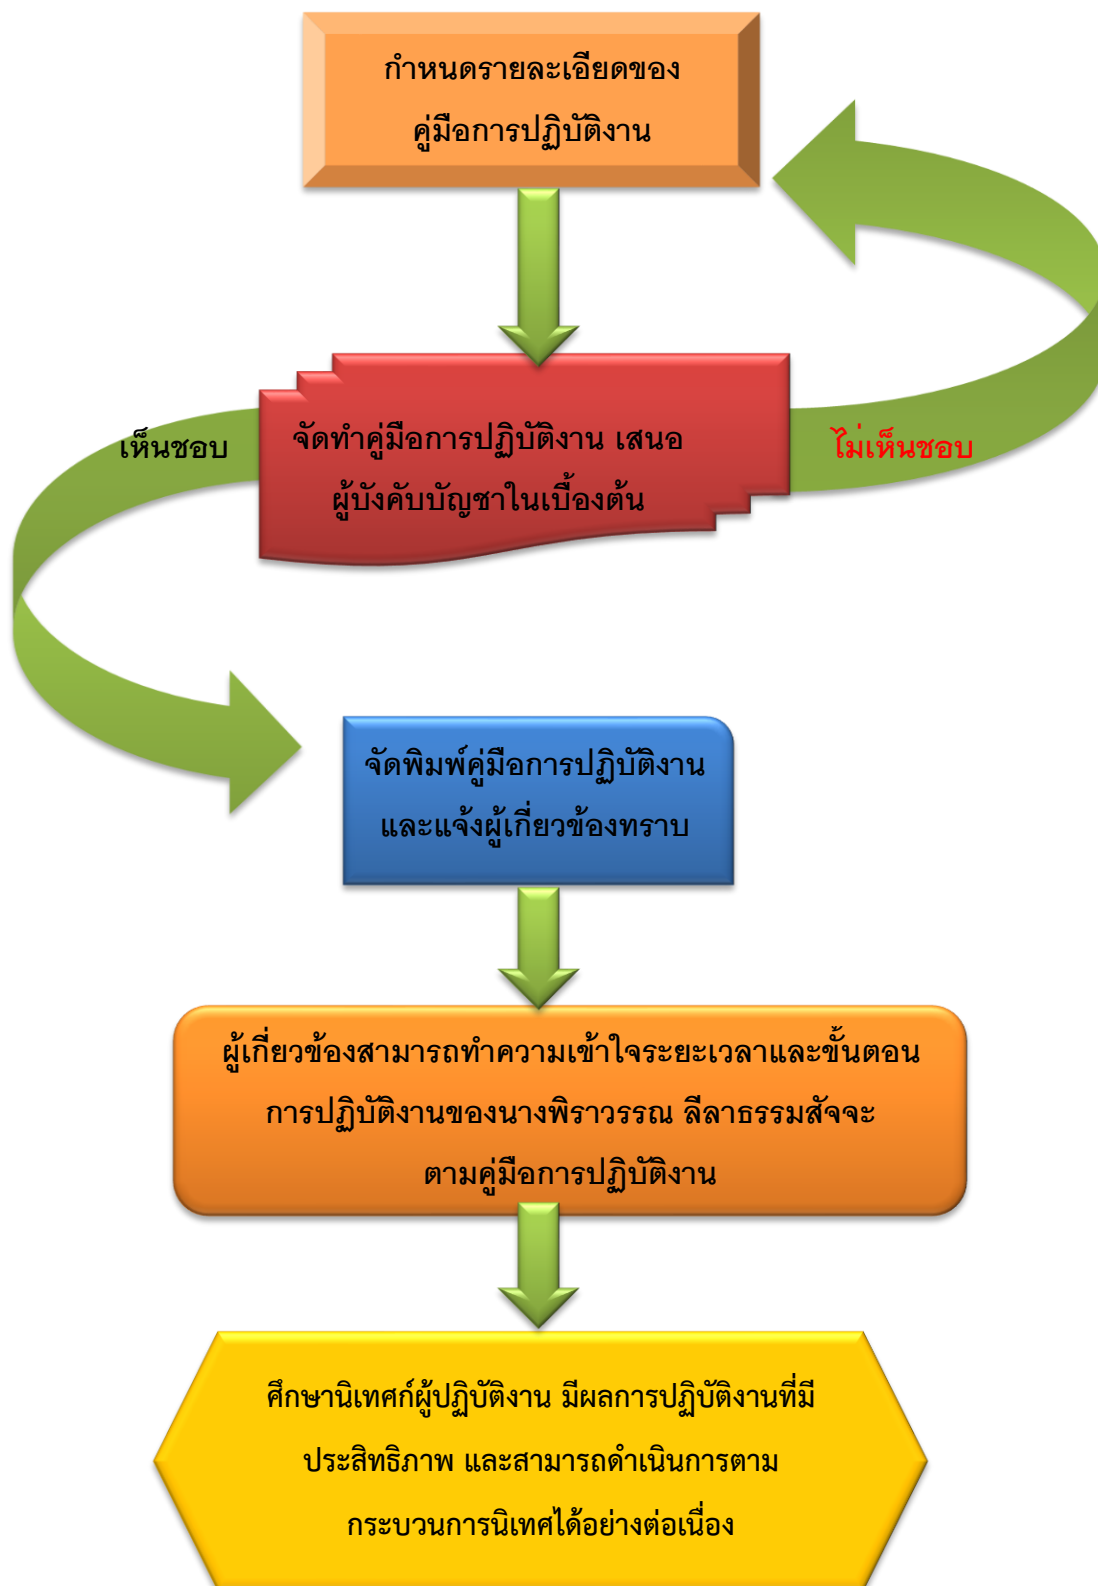 กำหนดรายละเอียดของ
คู่มือการปฏิบัติงาน
เห็นชอบ
จัดทำคู่มือการปฏิบัติงาน เสนอ
ผู้บังคับบัญชาในเบื้องต้น
ไม่เห็นชอบ
จัดพิมพ์คู่มือการปฏิบัติงาน
และแจ้งผู้เกี่ยวข้องทราบ
ผู้เกี่ยวข้องสามารถทำความเข้าใจระยะเวลาและขั้นตอน
การปฏิบัติงานของนางพิราวรรณ ลีลาธรรมสัจจะ
ตามคู่มือการปฏิบัติงาน
ศึกษานิเทศก์ผู้ปฏิบัติงาน มีผลการปฏิบัติงานที่มี
ประสิทธิภาพ และสามารถดำเนินการตาม
กระบวนการนิเทศได้อย่างต่อเนื่อง